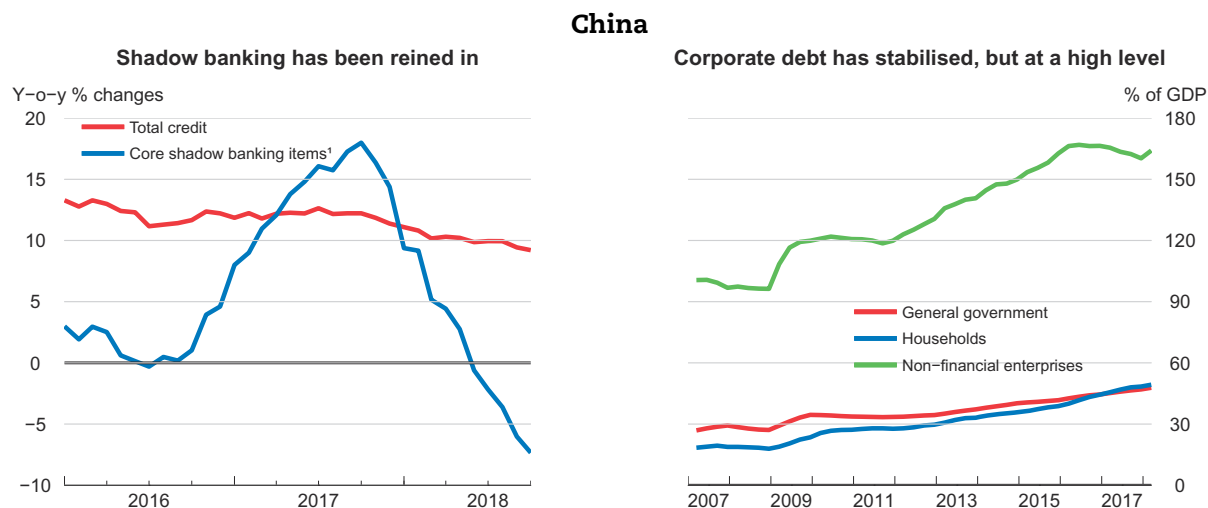 China
Shadow banking has been reined in
Y−o−y % changes
20
15
10
5
0
−5
−10
Total credit
Core shadow banking items¹
2016
2017
2018
Corporate debt has stabilised, but at a high level
% of GDP
180
150
120
90
60
30
0
General government
Households
Non−financial enterprises
2007
2009
2011
2013
2015
2017